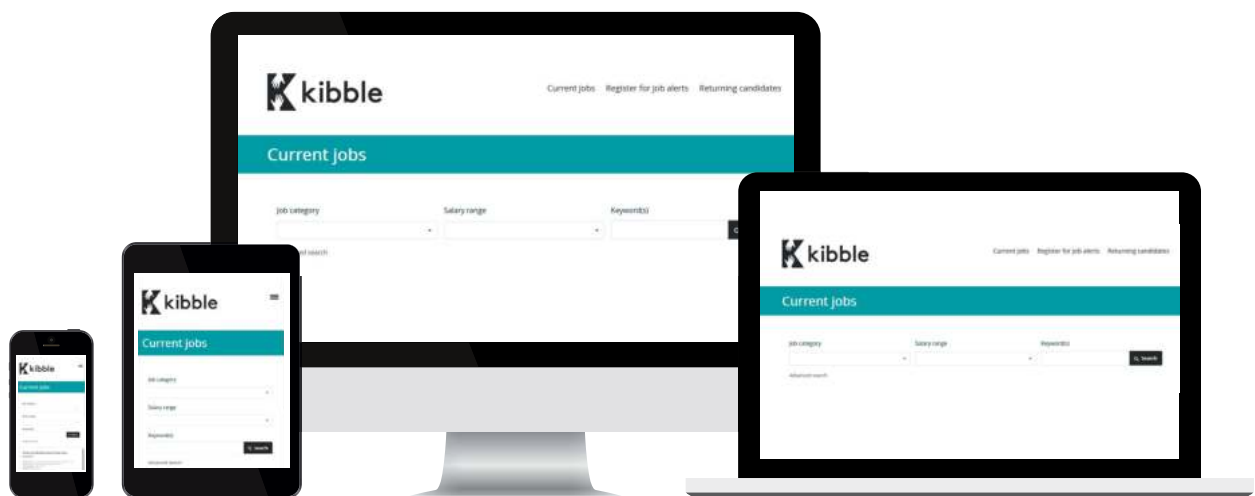 kibble
Current jobs Register for job alerts Returning candidates
Current jobs
Job category Salary range Keyword(s)
kibble
Current jobs Register for job alerts Returning candidates
Current jobs
Job category Salary range Keyword(s)
Search
Advanced search
kibble
Current jobs
Job category
Salary range
Keyword(s)
Search
Advanced search
kibble
Current jobs